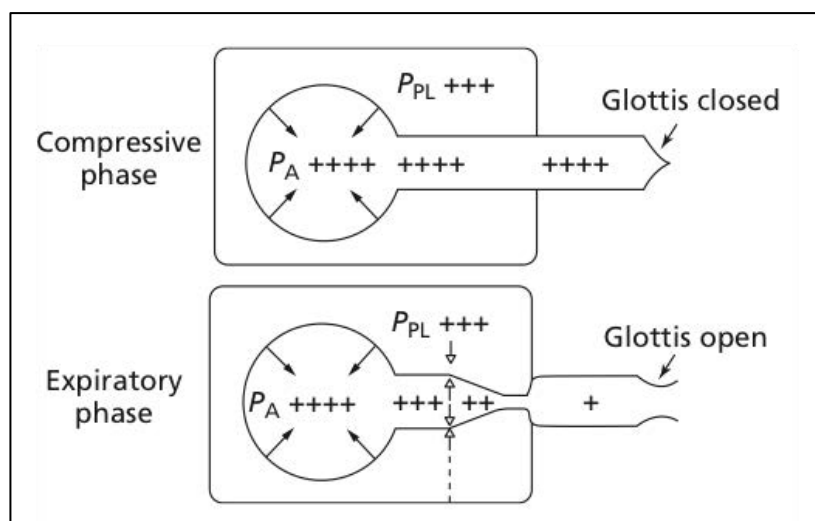 P_PL +++
Glottis closed
Compressive
phase
P_A ++++ ++++ ++++
P_PL +++
Glottis open
Expiratory
phase
P_A ++++ +++ ++ +